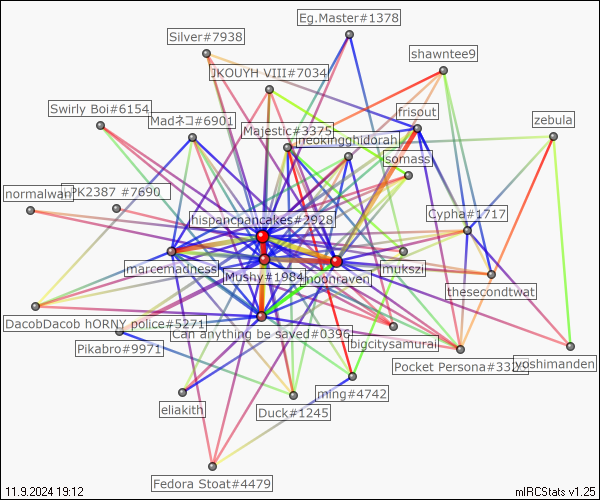 Eg.Master#1378
Silver#7938
shawntee9
JKOUYH VIII#7034
Swirly Boi#6154
frisout
zebula
Madネコ#6901
Majestic#3375
neokingghidorah
somass
normalwan
PK2387 #7690
hispancpancakes#2928
Cypha#1717
marcemadness
Mushy#1984
moonraven
mukszi
thesecondtwat
DacobDacob hORNY police#5271
Can anything be saved#0396
bigcitysamurai
Pikabro#9971
Pocket Persona#33
yoshimanden
ming#4742
eliakith
Duck#1245
Fedora Stoat#4479
11.9.2024 19:12
mIRCStats v1.25